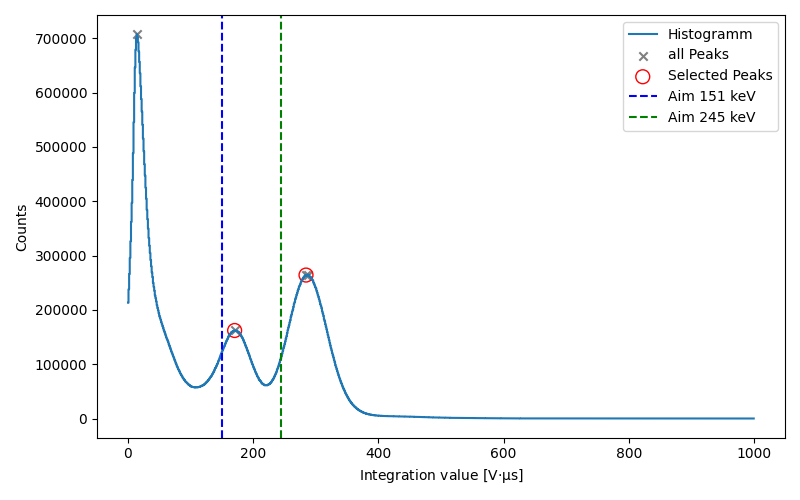 Histogramm
all Peaks
Selected Peaks
Aim 151 keV
Aim 245 keV
Counts
700000
600000
500000
400000
300000
200000
100000
0
0 200 400 600 800 1000
Integration value [V·µs]